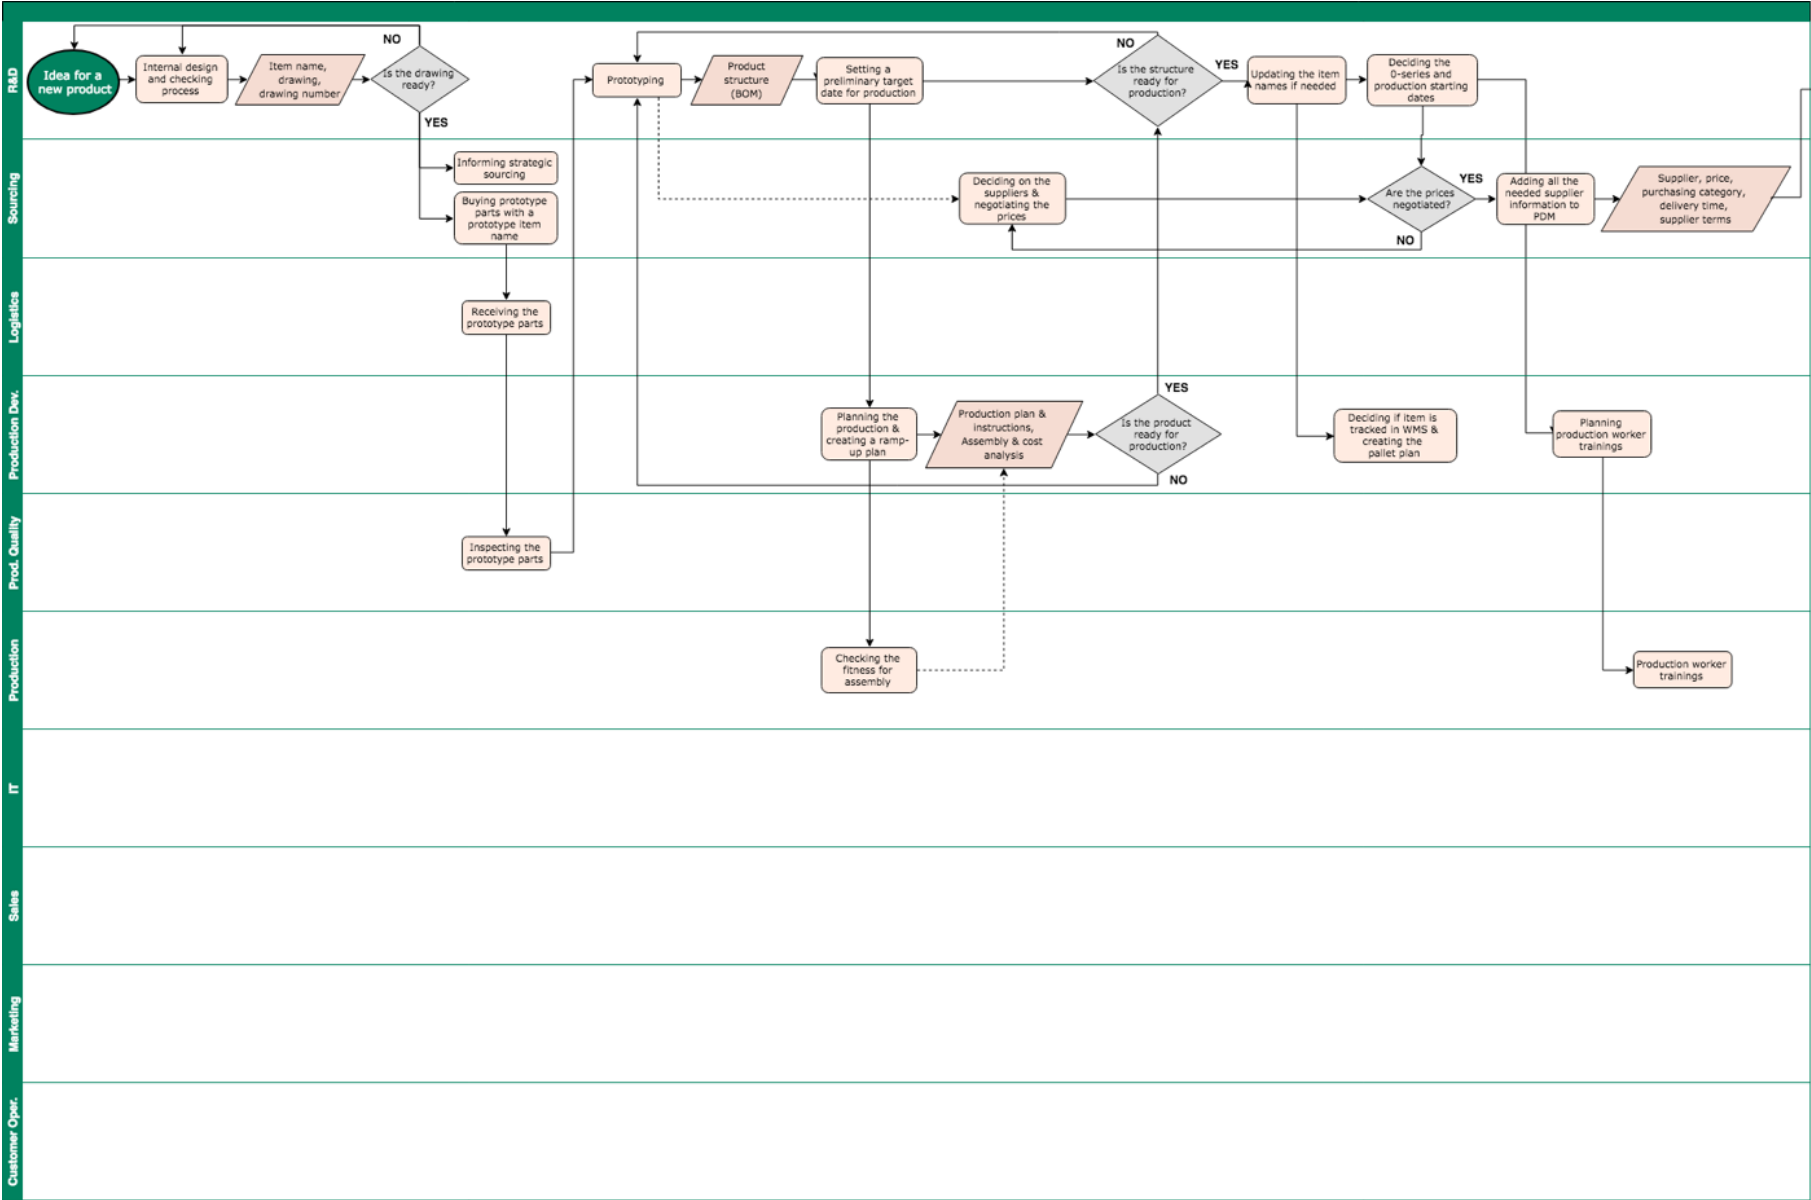 R&D
Idea for a
new product
Internal design
and checking
process
Item name,
drawing,
drawing number
NO
Is the drawing
ready?
YES
Prototyping
Product
structure
(BOM)
Setting a
preliminary target
date for production
NO
Is the structure
ready for
production?
YES
Updating the item
names if needed
Deciding the
0-series and
production starting
dates
Sourcing
Informing strategic
sourcing
Buying prototype
parts with a
prototype item
name
Deciding on the
suppliers &
negotiating the
prices
Are the prices
negotiated?
YES
NO
Adding all the
needed supplier
information to
PDM
Supplier, price,
purchasing category,
delivery time,
supplier terms
Logistics
Receiving the
prototype parts
Production Dev.
Planning the
production &
creating a ramp-
up plan
Production plan &
instructions,
Assembly & cost
analysis
YES
Is the product
ready for
production?
NO
Deciding if item is
tracked in WMS &
creating the
pallet plan
Planning
production worker
trainings
Prod. Quality
Inspecting the
prototype parts
Production
Checking the
fitness for
assembly
Production worker
trainings
IT
Sales
Marketing
Customer Oper.